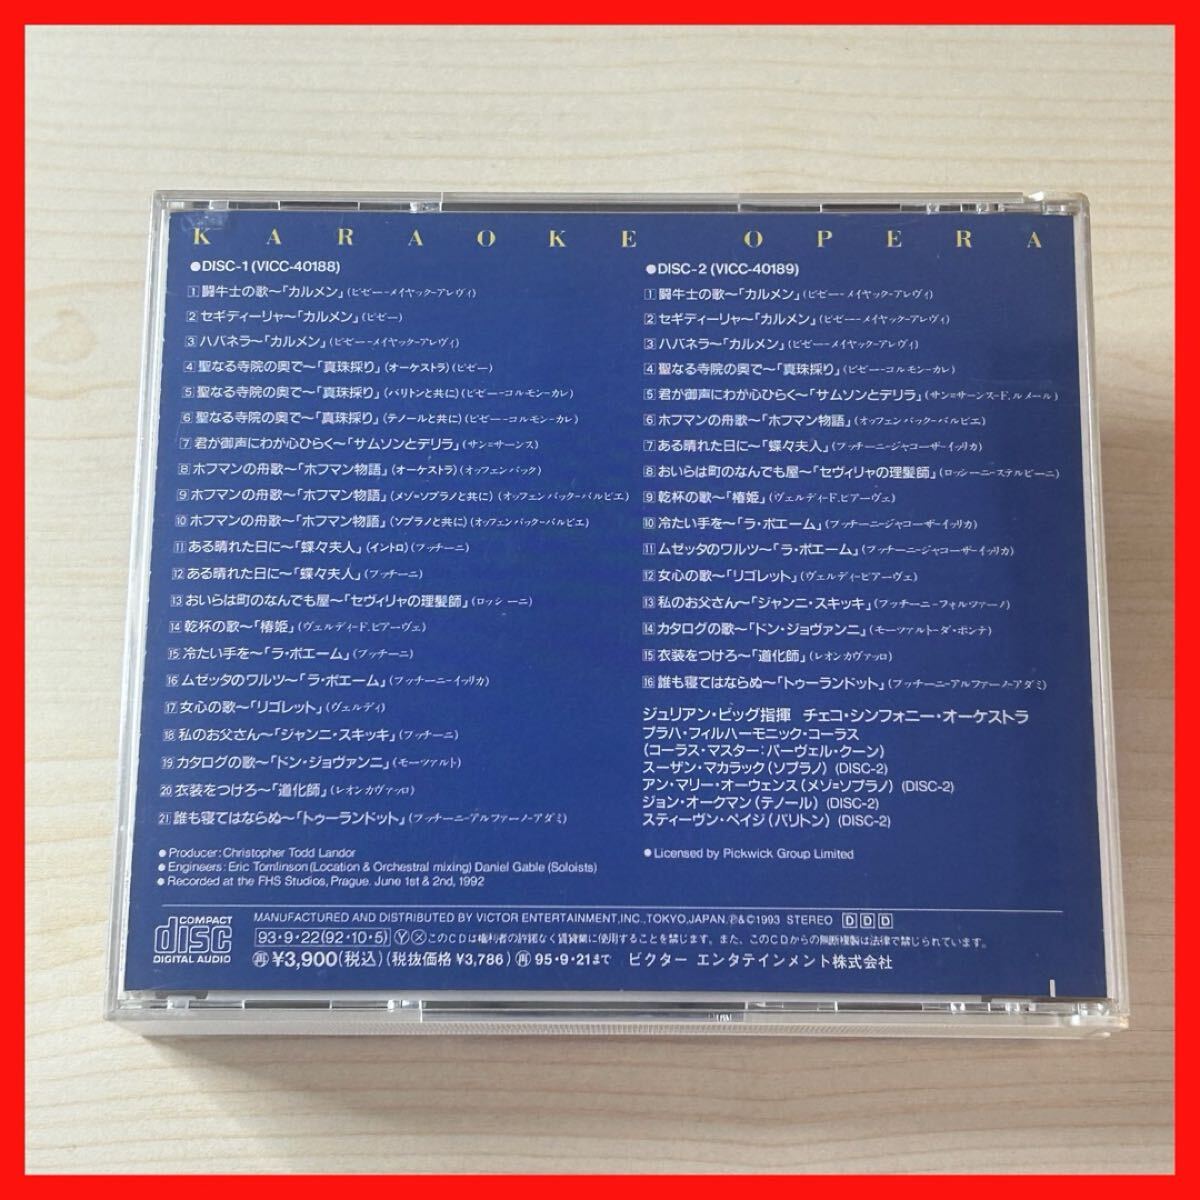 KARAOKE OPERA
●DISC-1 (VICC-40188)
1 闘牛士の歌〜「カルメン」(ビゼー-メイヤック-アレヴィ)
2 セギディーリャ〜「カルメン」(ビゼー)
3 ハバネラ〜「カルメン」(ビゼー-メイヤック-アレヴィ)
4 聖なる寺院の奥で〜「真珠採り」(オーケストラ)(ビゼー)
5 聖なる寺院の奥で〜「真珠採り」(バリトンと共に)(ビゼー-コルモン-カレ)
6 聖なる寺院の奥で〜「真珠採り」(テノールと共に)(ビゼー-コルモン-カレ)
7 君が御声にわが心ひらく〜「サムソンとデリラ」(サン=サーンス)
8 ホフマンの舟歌〜「ホフマン物語」(オーケストラ)(オッフェンバック)
9 ホフマンの舟歌〜「ホフマン物語」(メゾ=ソプラノと共に)(オッフェンバック-バルビエ)
10 ホフマンの舟歌〜「ホフマン物語」(ソプラノと共に)(オッフェンバック-バルビエ)
11 ある晴れた日に〜「蝶々夫人」(イントロ)(プッチーニ)
12 ある晴れた日に〜「蝶々夫人」(プッチーニ)
13 おいらは町のなんでも屋〜「セヴィリャの理髪師」(ロッシーニ)
14 乾杯の歌〜「椿姫」(ヴェルディ-F.ピアーヴェ)
15 冷たい手を〜「ラ・ボエーム」(プッチーニ)
16 ムゼッタのワルツ〜「ラ・ボエーム」(プッチーニ-イッリカ)
17 女心の歌〜「リゴレット」(ヴェルディ)
18 私のお父さん〜「ジャンニ・スキッキ」(プッチーニ)
19 カタログの歌〜「ドン・ジョヴァンニ」(モーツァルト)
20 衣装をつけろ〜「道化師」(レオンカヴァッロ)
21 誰も寝てはならぬ〜「トゥーランドット」(プッチーニ-アルファーノ-アダミ)
●Producer: Christopher Todd Landor
●Engineers: Eric Tomlinson (Location & Orchestral mixing) Daniel Gable (Soloists)
●Recorded at the FHS Studios, Prague. June 1st & 2nd, 1992
●DISC-2 (VICC-40189)
1 闘牛士の歌〜「カルメン」(ビゼー-メイヤック-アレヴィ)
2 セギディーリャ〜「カルメン」(ビゼー-メイヤック-アレヴィ)
3 ハバネラ〜「カルメン」(ビゼー-メイヤック-アレヴィ)
4 聖なる寺院の奥で〜「真珠採り」(ビゼー-コルモン-カレ)
5 君が御声にわが心ひらく〜「サムソンとデリラ」(サン=サーンス-F.ルメール)
6 ホフマンの舟歌〜「ホフマン物語」(オッフェンバック-バルビエ)
7 ある晴れた日に〜「蝶々夫人」(プッチーニ-ジャコーザ-イッリカ)
8 おいらは町のなんでも屋〜「セヴィリャの理髪師」(ロッシーニ-ステルビーニ)
9 乾杯の歌〜「椿姫」(ヴェルディ-F.ピアーヴェ)
10 冷たい手を〜「ラ・ボエーム」(プッチーニ-ジャコーザ-イッリカ)
11 ムゼッタのワルツ〜「ラ・ボエーム」(プッチーニ-ジャコーザ-イッリカ)
12 女心の歌〜「リゴレット」(ヴェルディ-ピアーヴェ)
13 私のお父さん〜「ジャンニ・スキッキ」(プッチーニ-フォルツァーノ)
14 カタログの歌〜「ドン・ジョヴァンニ」(モーツァルト-ダ・ポンテ)
15 衣装をつけろ〜「道化師」(レオンカヴァッロ)
16 誰も寝てはならぬ〜「トゥーランドット」(プッチーニ-アルファーノ-アダミ)
ジュリアン・ビッグ指揮 チェコ・シンフォニー・オーケストラ
プラハ・フィルハーモニック・コーラス
(コーラス・マスター:パーヴェル・クーン)
スーザン・マカラック(ソプラノ) (DISC-2)
アン・マリー・オーウェンス(メゾ=ソプラノ) (DISC-2)
ジョン・オークマン(テノール) (DISC-2)
スティーヴン・ペイジ(バリトン) (DISC-2)
●Licensed by Pickwick Group Limited
COMPACT disc DIGITAL AUDIO
MANUFACTURED AND DISTRIBUTED BY VICTOR ENTERTAINMENT, INC., TOKYO, JAPAN. ℗&©1993 STEREO DDD
93・9・22(92・10・5) Ⓨ〤このCDは権利者の許諾なく賃貸業に使用することを禁じます。また、このCDからの無断複製は法律で禁じられています。
再¥3,900(税込)(税抜価格 ¥3,786) 再95・9・21まで ビクター エンタテインメント株式会社